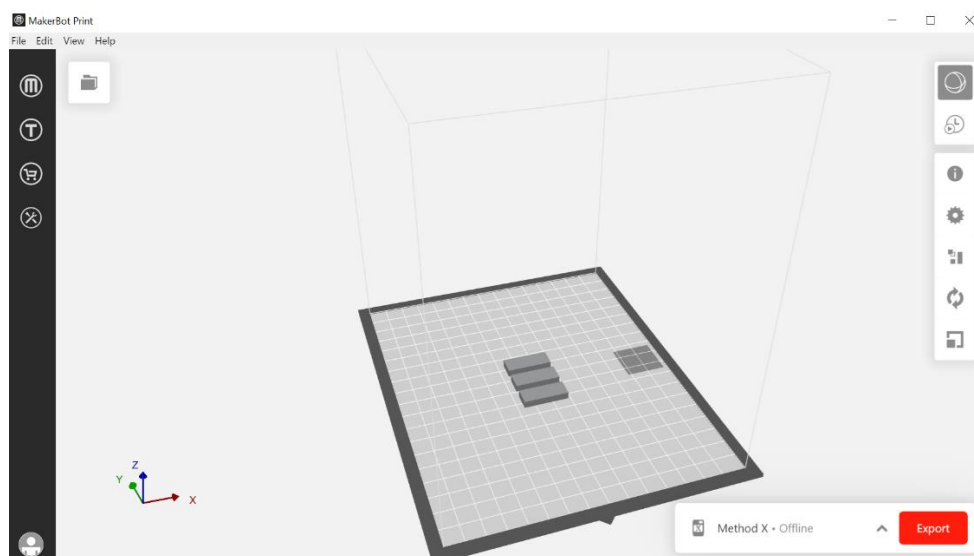 MakerBot Print
File Edit View Help
Z
Y
X
Method X • Offline
Export